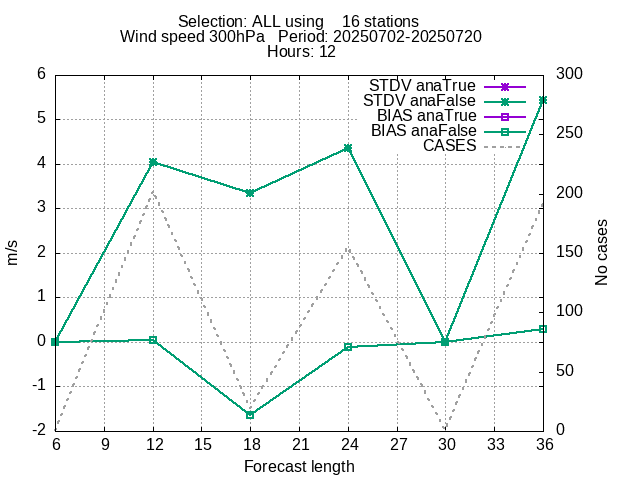 Selection: ALL using    16 stations
Wind speed 300hPa   Period: 20250702-20250720
Hours: 12
STDV anaTrue
STDV anaFalse
BIAS anaTrue
BIAS anaFalse
CASES
6
5
4
3
2
1
0
-1
-2
m/s
300
250
200
150
100
50
0
No cases
6 9 12 15 18 21 24 27 30 33 36
Forecast length